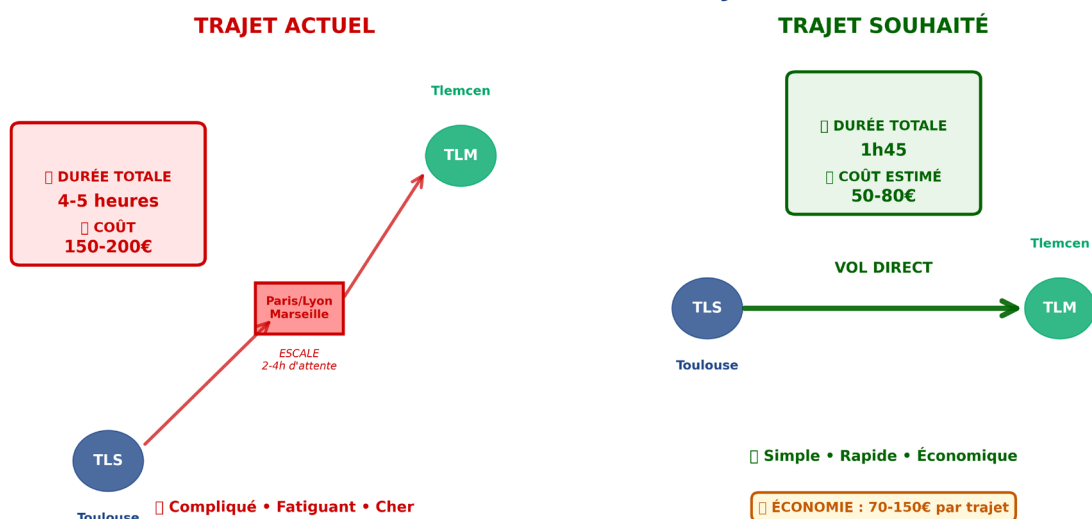 TRAJET ACTUEL
Tlemcen
TLM
DURÉE TOTALE
4-5 heures
COÛT
150-200€
Paris/Lyon
Marseille
ESCALE
2-4h d'attente
TLS
Toulouse
Compliqué • Fatiguant • Cher
TRAJET SOUHAITÉ
DURÉE TOTALE
1h45
COÛT ESTIMÉ
50-80€
Tlemcen
VOL DIRECT
TLS
TLM
Toulouse
Simple • Rapide • Économique
ÉCONOMIE : 70-150€ par trajet